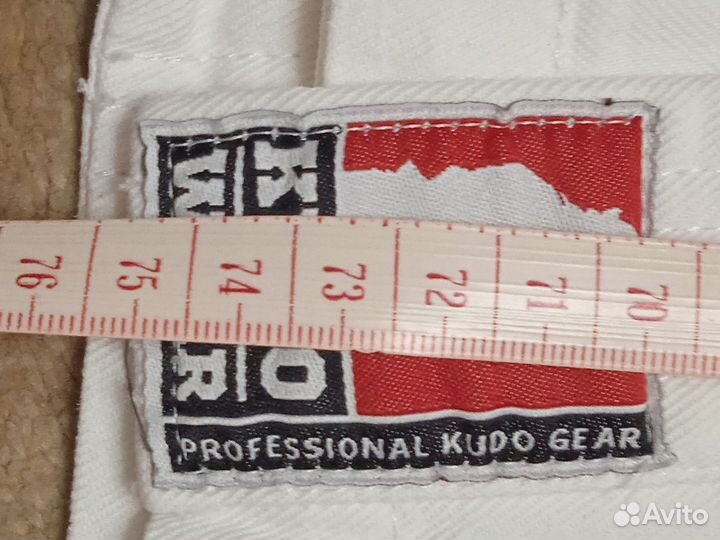 76 75 74 73 72 71 70
PROFESSIONAL KUDO GEAR
Avito